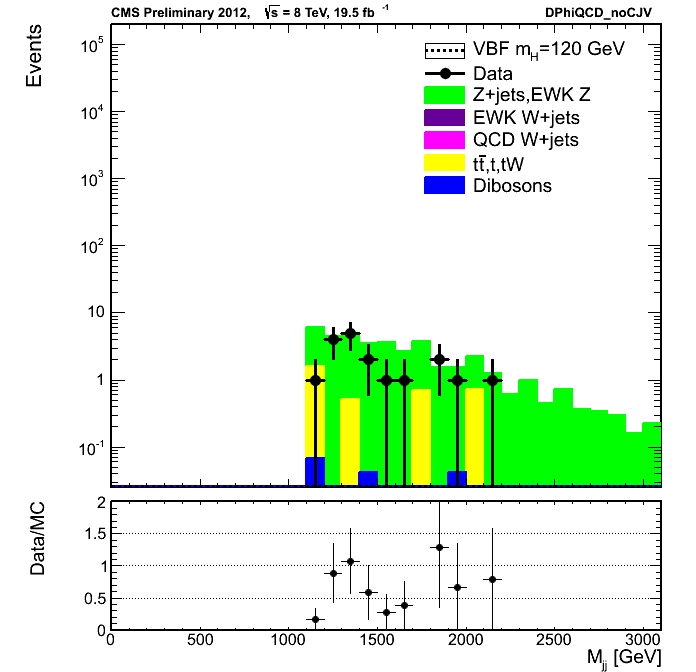 CMS Preliminary 2012, √s = 8 TeV, 19.5 fb⁻¹ DPhiQCD_noCJV
Events
10⁵
10⁴
10³
10²
10
1
10⁻¹
VBF m_H=120 GeV
Data
Z+jets,EWK Z
EWK W+jets
QCD W+jets
tt̄,t,tW
Dibosons
Data/MC
2
1.5
1
0.5
0
0 500 1000 1500 2000 2500 3000
M_jj [GeV]